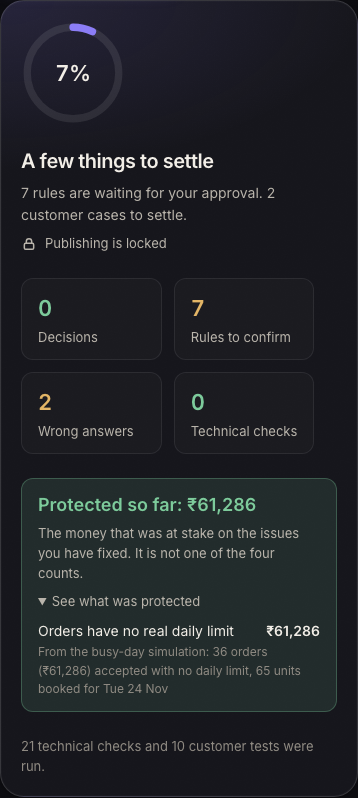 7%
A few things to settle
7 rules are waiting for your approval. 2
customer cases to settle.
Publishing is locked
0
Decisions
7
Rules to confirm
2
Wrong answers
0
Technical checks
Protected so far: ₹61,286
The money that was at stake on the issues
you have fixed. It is not one of the four
counts.
▼ See what was protected
Orders have no real daily limit ₹61,286
From the busy-day simulation: 36 orders
(₹61,286) accepted with no daily limit, 65 units
booked for Tue 24 Nov
21 technical checks and 10 customer tests were
run.